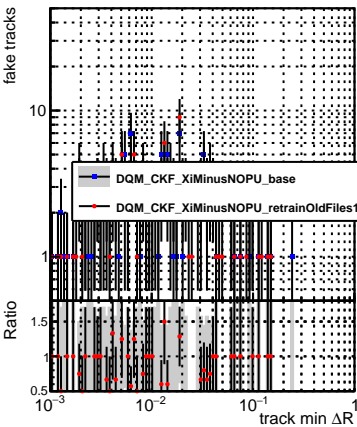 fake tracks
10
DQM_CKF_XiMinusNOPU_base
DQM_CKF_XiMinusNOPU_retrainOldFiles1
1
Ratio
1.5
1
0.5
10−3
10−2
10−1
1
track min ΔR